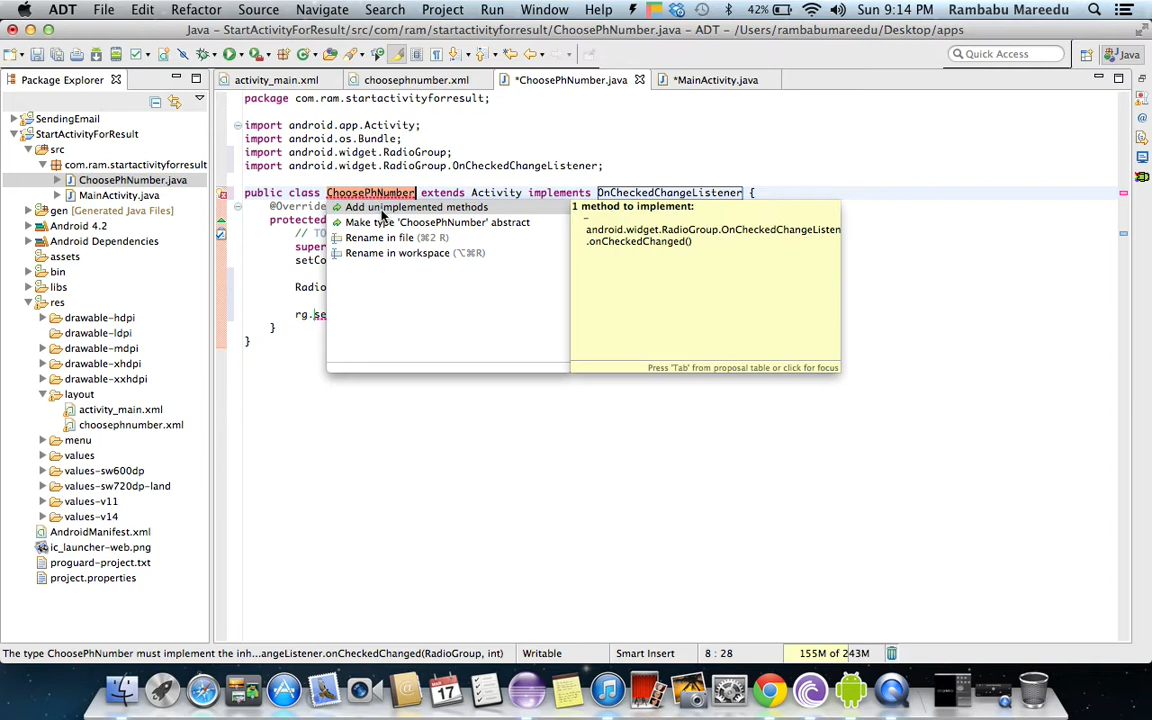 ADT File Edit Refactor Source Navigate Search Project Run Window Help 42% Sun 9:14 PM Rambabu Mareedu
Java - StartActivityForResult/src/com/ram/startactivityforresult/ChoosePhNumber.java - ADT - /Users/rambabumareedu/Desktop/apps
Quick Access Java
Package Explorer
activity_main.xml choosephnumber.xml *ChoosePhNumber.java *MainActivity.java
SendingEmail
StartActivityForResult
src
com.ram.startactivityforresult
ChoosePhNumber.java
MainActivity.java
gen [Generated Java Files]
Android 4.2
Android Dependencies
assets
bin
libs
res
drawable-hdpi
drawable-ldpi
drawable-mdpi
drawable-xhdpi
drawable-xxhdpi
layout
activity_main.xml
choosephnumber.xml
menu
values
values-sw600dp
values-sw720dp-land
values-v11
values-v14
AndroidManifest.xml
ic_launcher-web.png
proguard-project.txt
project.properties
package com.ram.startactivityforresult;
import android.app.Activity;
import android.os.Bundle;
import android.widget.RadioGroup;
import android.widget.RadioGroup.OnCheckedChangeListener;
public class ChoosePhNumber extends Activity implements OnCheckedChangeListener {
@Override
protected
// TO
super
setCo
Radio
rg.se
}
}
Add unimplemented methods
Make type 'ChoosePhNumber' abstract
Rename in file (⌘2 R)
Rename in workspace (⌥⌘R)
1 method to implement:
-
android.widget.RadioGroup.OnCheckedChangeListen
er.onCheckedChanged()
Press 'Tab' from proposal table or click for focus
The type ChoosePhNumber must implement the inh...angeListener.onCheckedChanged(RadioGroup, int) Writable Smart Insert 8 : 28 155M of 243M
17